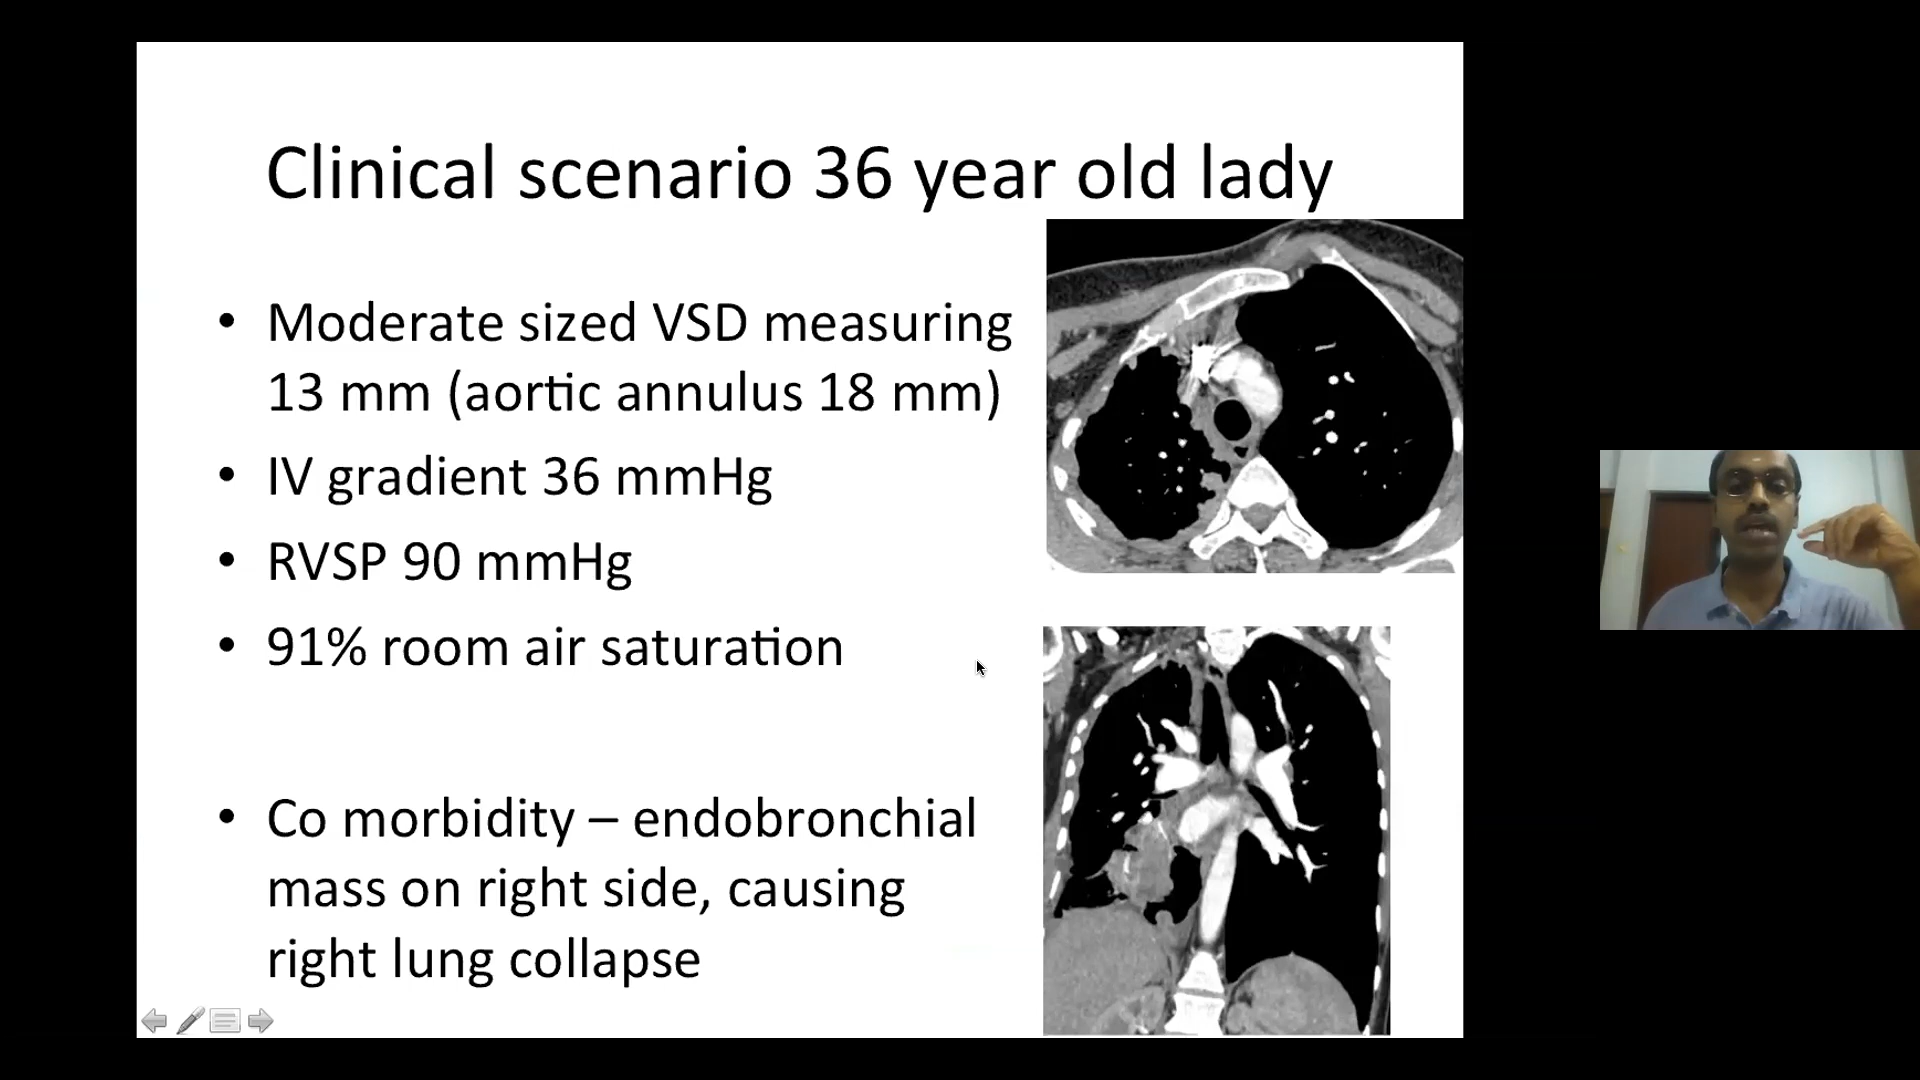 Clinical scenario 36 year old lady
• Moderate sized VSD measuring
13 mm (aortic annulus 18 mm)
• IV gradient 36 mmHg
• RVSP 90 mmHg
• 91% room air saturation
• Co morbidity – endobronchial
mass on right side, causing
right lung collapse